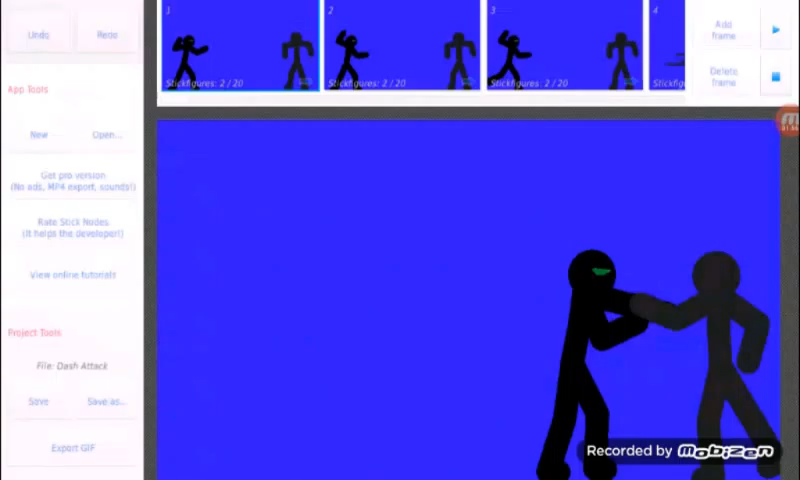 Undo
Redo
1
2
3
4
Stickfigures: 2 / 20
Stickfigures: 2 / 20
Stickfigures: 2 / 20
Stickfig
Add
frame
Delete
frame
App Tools
New
Open...
Get pro version
(No ads, MP4 export, sounds!)
Rate Stick Nodes
(It helps the developer!)
View online tutorials
Project Tools
File: Dash Attack
Save
Save as...
Export GIF
Recorded by Mobizen